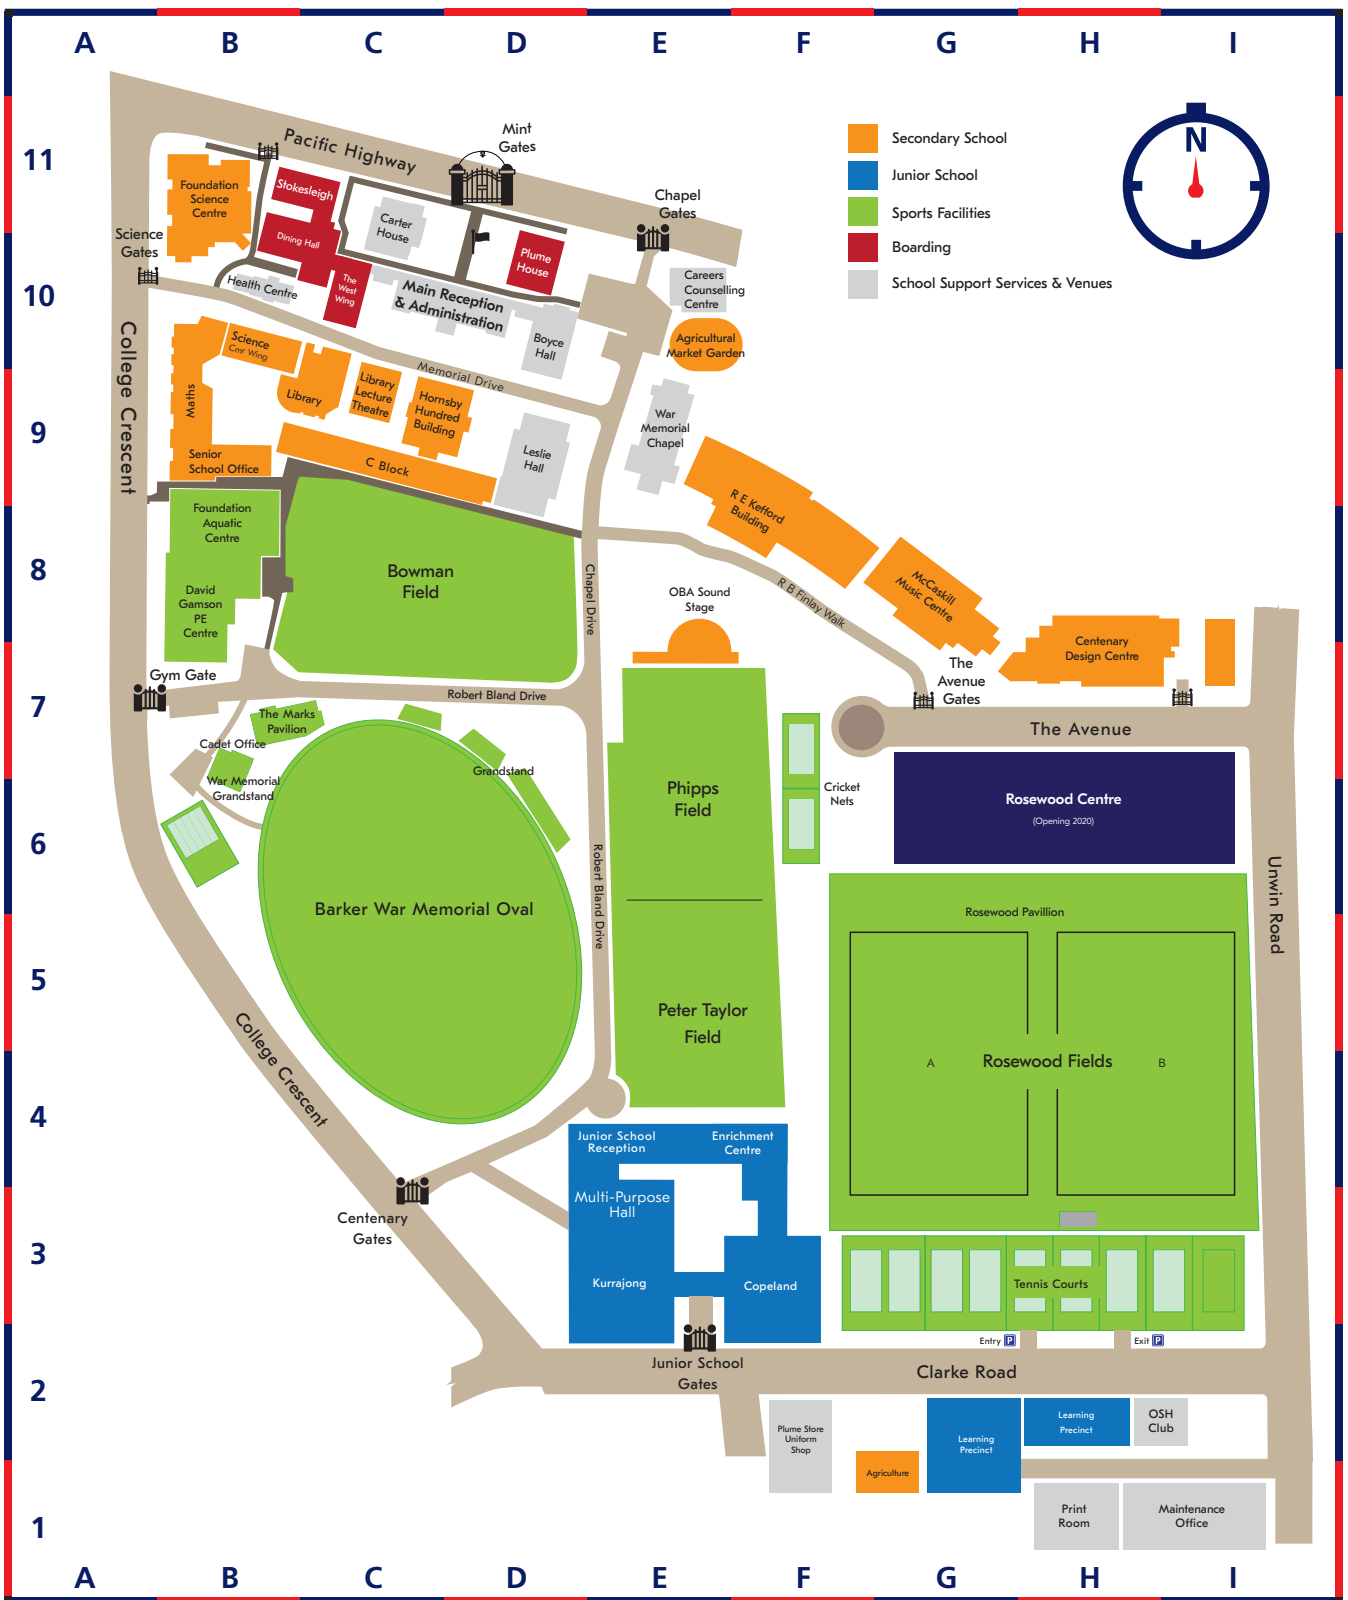 A B C D E F G H I
11
10
9
8
7
6
5
4
3
2
1
N
Secondary School
Junior School
Sports Facilities
Boarding
School Support Services & Venues
Pacific Highway
Mint
Gates
Chapel
Gates
Science
Gates
Foundation
Science
Centre
Stokesleigh
Dining Hall
The
West
Wing
Carter
House
Plume
House
Health Centre
Main Reception
& Administration
Boyce
Hall
Careers
Counselling
Centre
Agricultural
Market Garden
College Crescent
Science
Cmr Wing
Maths
Library
Library
Lecture
Theatre
Hornsby
Hundred
Building
Memorial Drive
Senior
School Office
C Block
Leslie
Hall
War
Memorial
Chapel
R E Kefford
Building
Foundation
Aquatic
Centre
David
Gamson
PE
Centre
Bowman
Field
Chapel Drive
OBA Sound
Stage
R B Finlay Walk
McCaskill
Music Centre
Centenary
Design Centre
The
Avenue
Gates
Gym Gate
Robert Bland Drive
The Avenue
The Marks
Pavilion
Cadet Office
War Memorial
Grandstand
Grandstand
Phipps
Field
Cricket
Nets
Rosewood Centre
(Opening 2020)
Barker War Memorial Oval
Robert Bland Drive
Unwin Road
Rosewood Pavillion
Peter Taylor
Field
A
Rosewood Fields
B
College Crescent
Junior School
Reception
Enrichment
Centre
Multi-Purpose
Hall
Centenary
Gates
Kurrajong
Copeland
Tennis Courts
Entry P
Exit P
Junior School
Gates
Clarke Road
Plume Store
Uniform
Shop
Agriculture
Learning
Precinct
Learning
Precinct
OSH
Club
Print
Room
Maintenance
Office
A B C D E F G H I